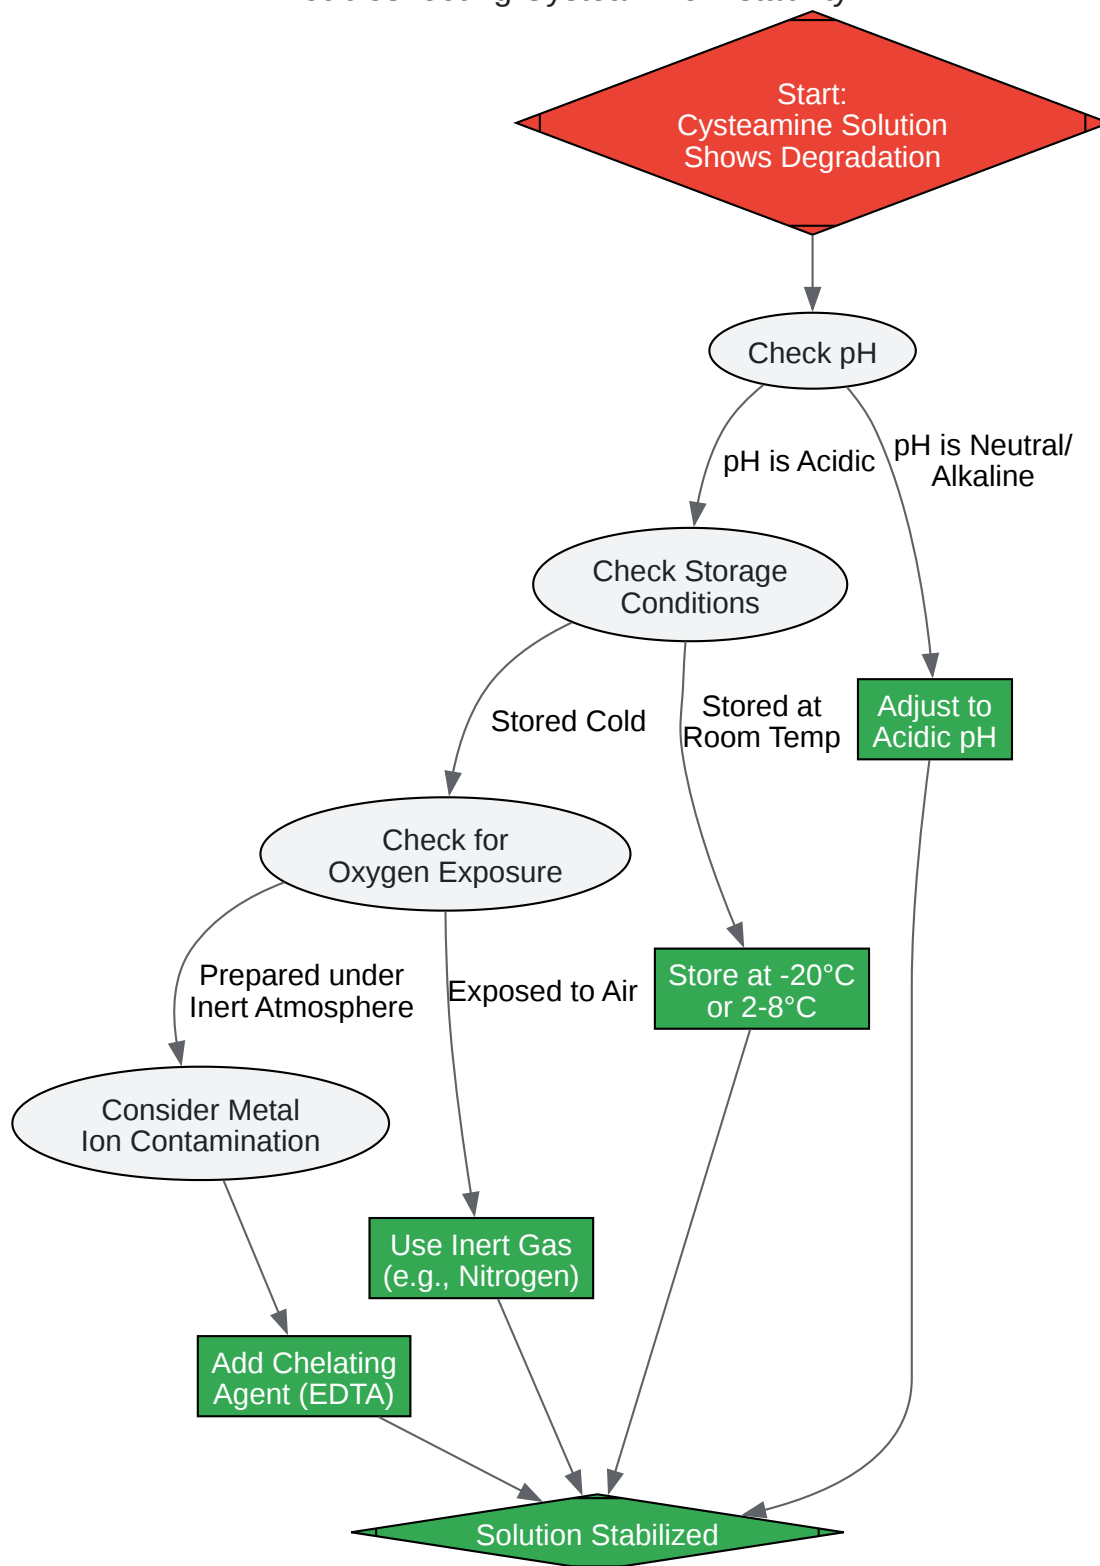 Start:
Cysteamine Solution
Shows Degradation
Check pH
pH is Acidic
pH is Neutral/
Alkaline
Check Storage
Conditions
Stored Cold
Stored at
Room Temp
Adjust to
Acidic pH
Check for
Oxygen Exposure
Prepared under
Inert Atmosphere
Exposed to Air
Store at -20°C
or 2-8°C
Consider Metal
Ion Contamination
Use Inert Gas
(e.g., Nitrogen)
Add Chelating
Agent (EDTA)
Solution Stabilized